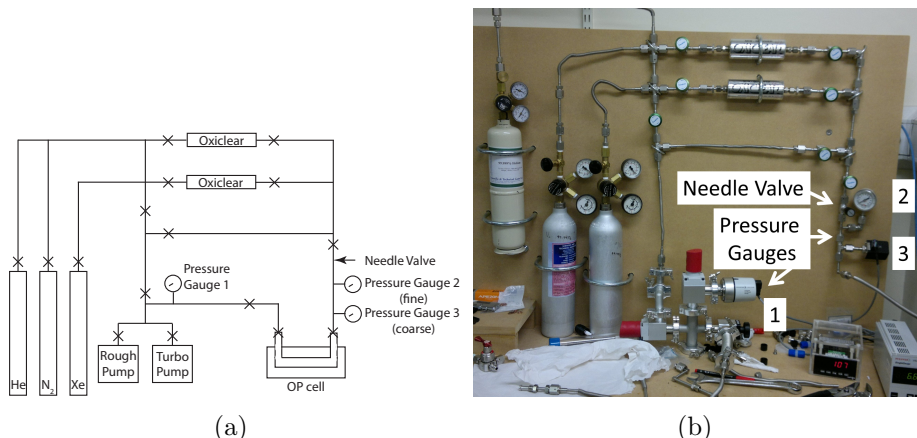 Oxiclear
Oxiclear
Pressure
Gauge 1
Needle Valve
Pressure Gauge 2
(fine)
Pressure Gauge 3
(coarse)
He
N2
Xe
Rough
Pump
Turbo
Pump
OP cell
(a)
Needle Valve
Pressure
Gauges
2
3
1
(b)